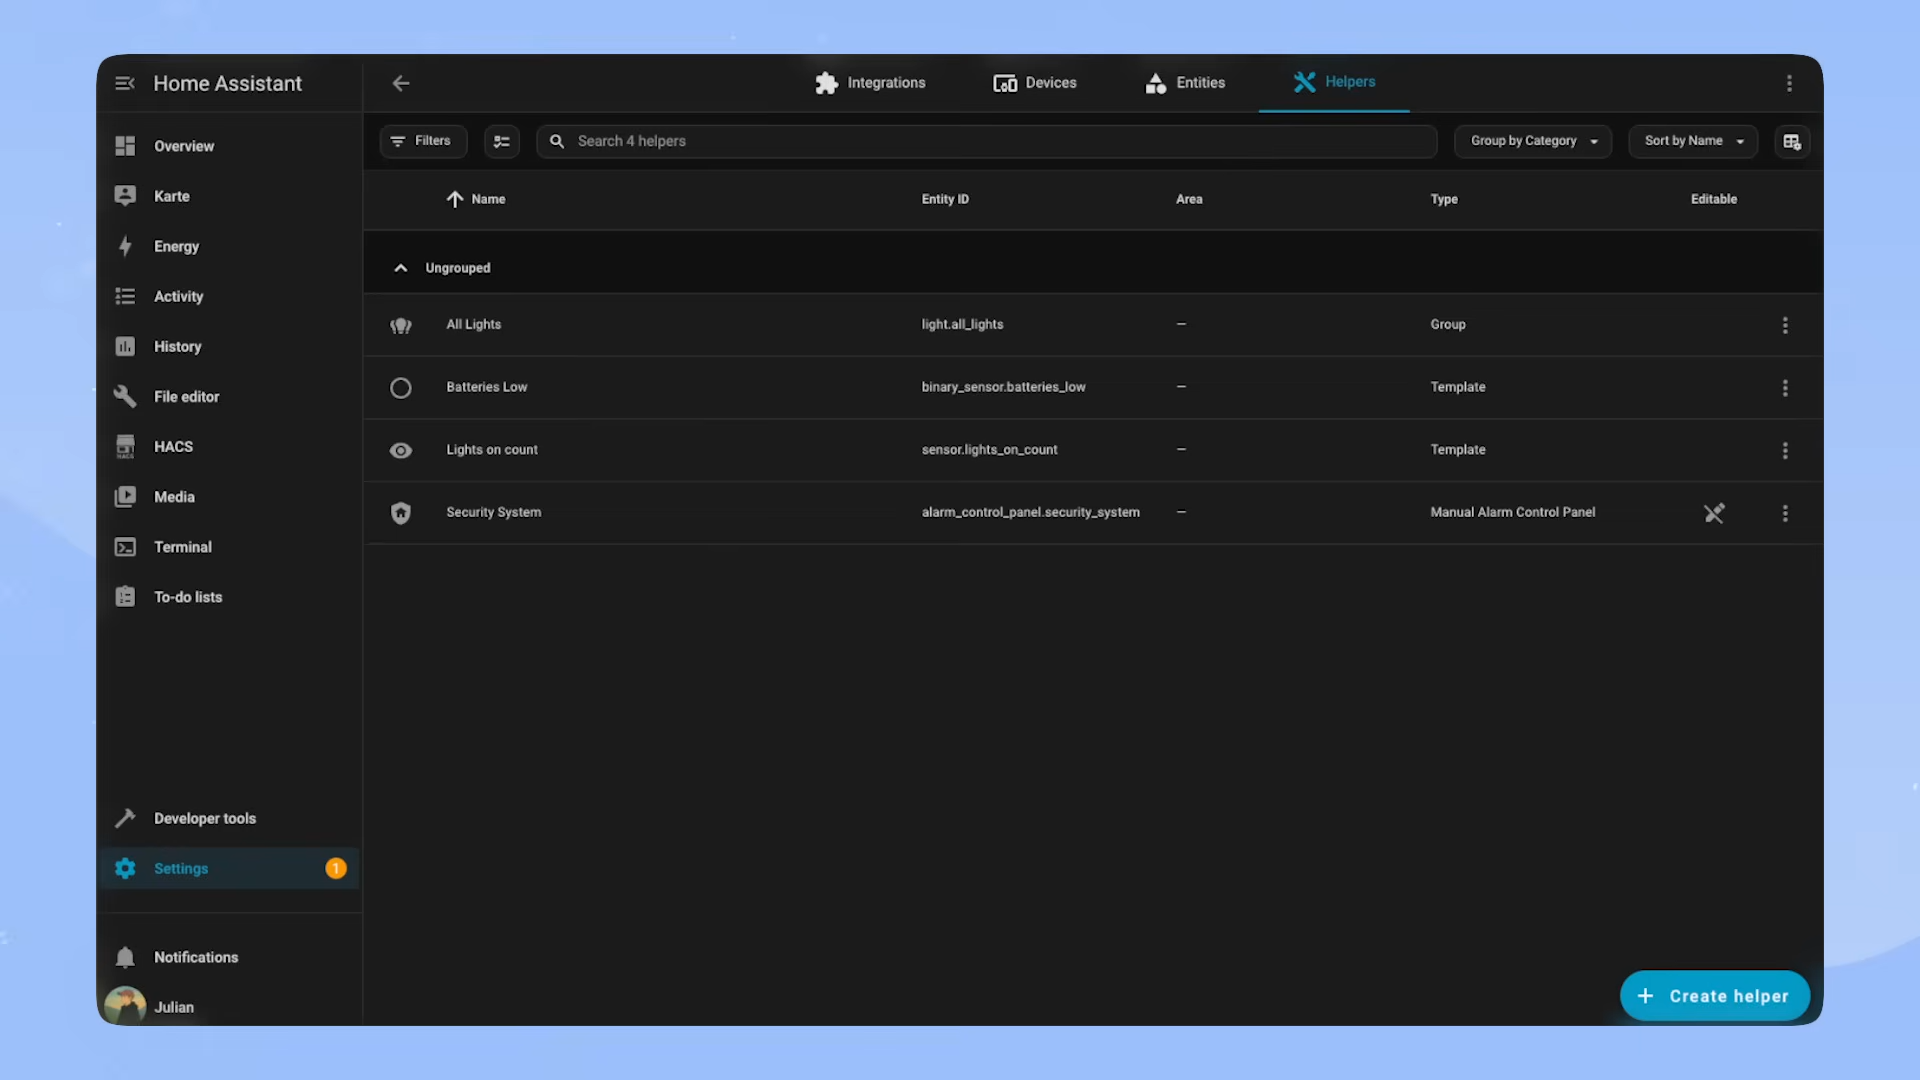 Home Assistant
Integrations
Devices
Entities
Helpers
Filters
Search 4 helpers
Group by Category
Sort by Name
Name Entity ID Area Type Editable
Ungrouped
All Lights light.all_lights — Group
Batteries Low binary_sensor.batteries_low — Template
Lights on count sensor.lights_on_count — Template
Security System alarm_control_panel.security_system — Manual Alarm Control Panel
Overview
Karte
Energy
Activity
History
File editor
HACS
Media
Terminal
To-do lists
Developer tools
Settings 1
Notifications
Julian
Create helper